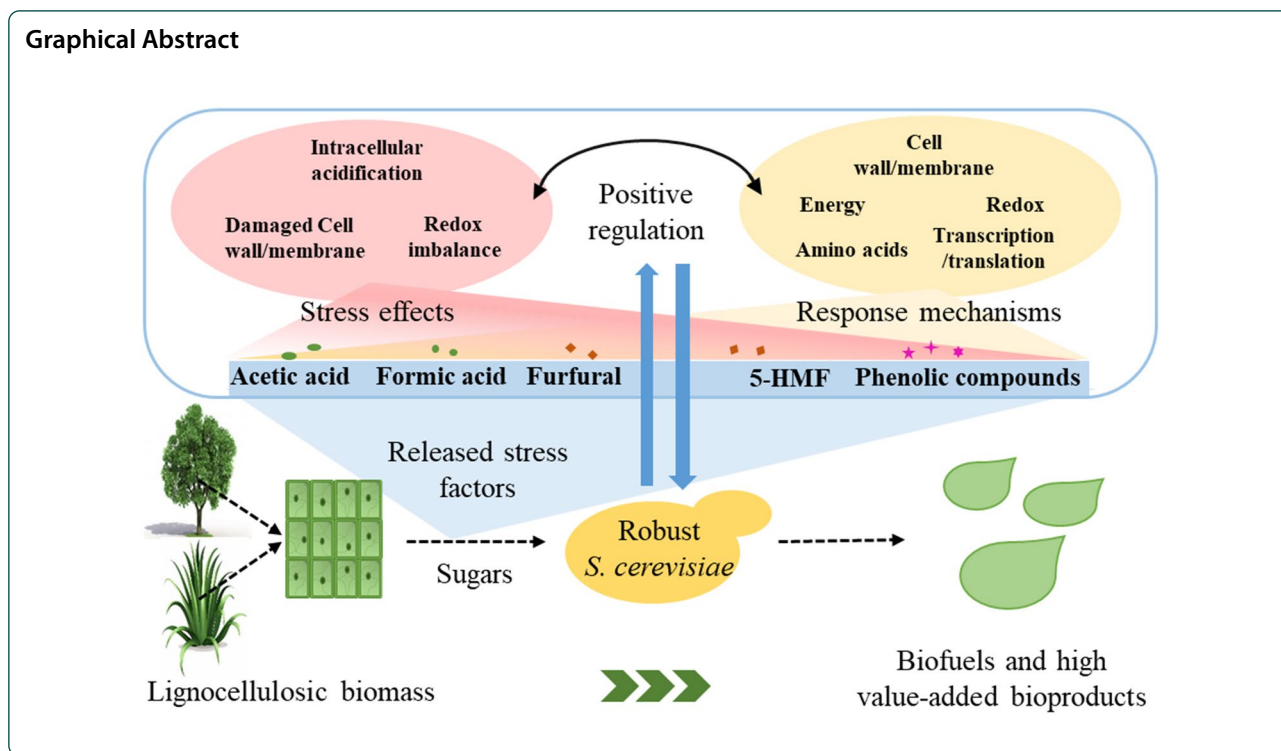 Graphical Abstract
Intracellular
acidification
Damaged Cell
wall/membrane
Redox
imbalance
Positive
regulation
Cell
wall/membrane
Energy
Redox
Amino acids
Transcription
/translation
Stress effects
Response mechanisms
Acetic acid
Formic acid
Furfural
5-HMF
Phenolic compounds
Released stress
factors
Sugars
Robust
S. cerevisiae
Lignocellulosic biomass
Biofuels and high
value-added bioproducts